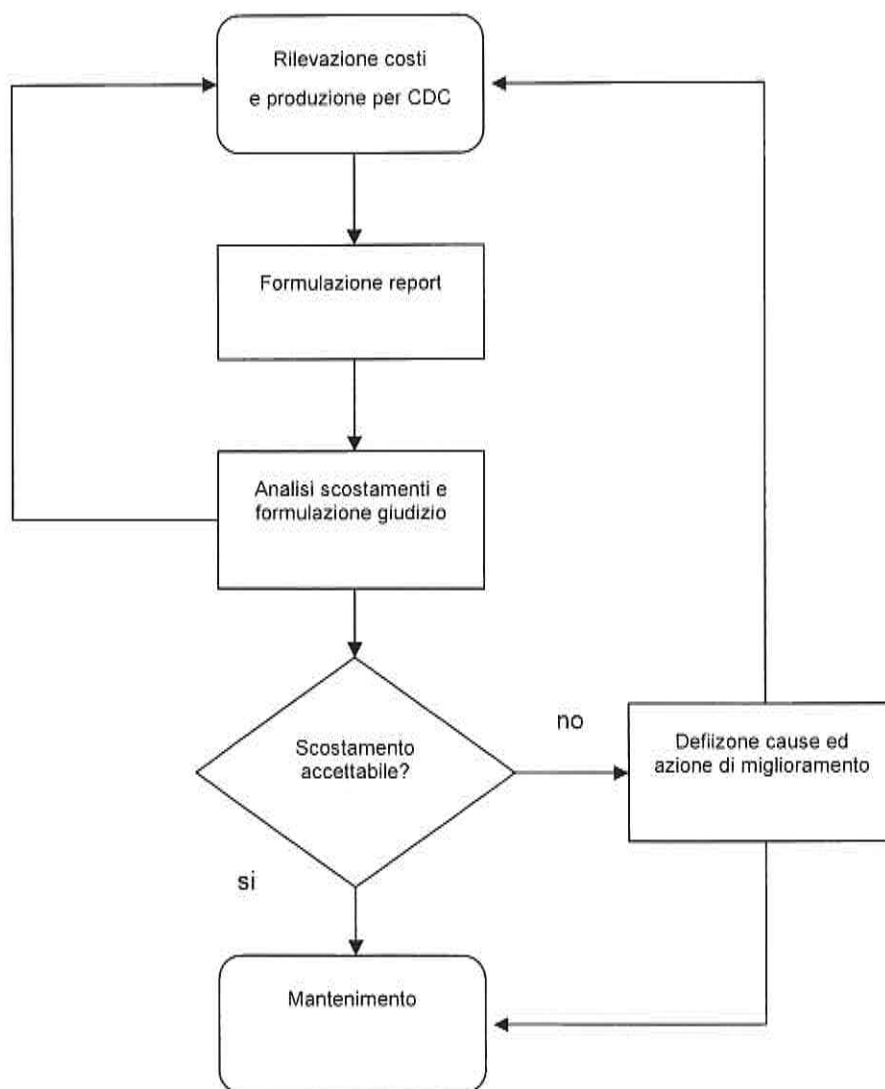 Rilevazione costi
e produzione per CDC
Formulazione report
Analisi scostamenti e
formulazione giudizio
Scostamento
accettabile?
no
Defiizone cause ed
azione di miglioramento
si
Mantenimento